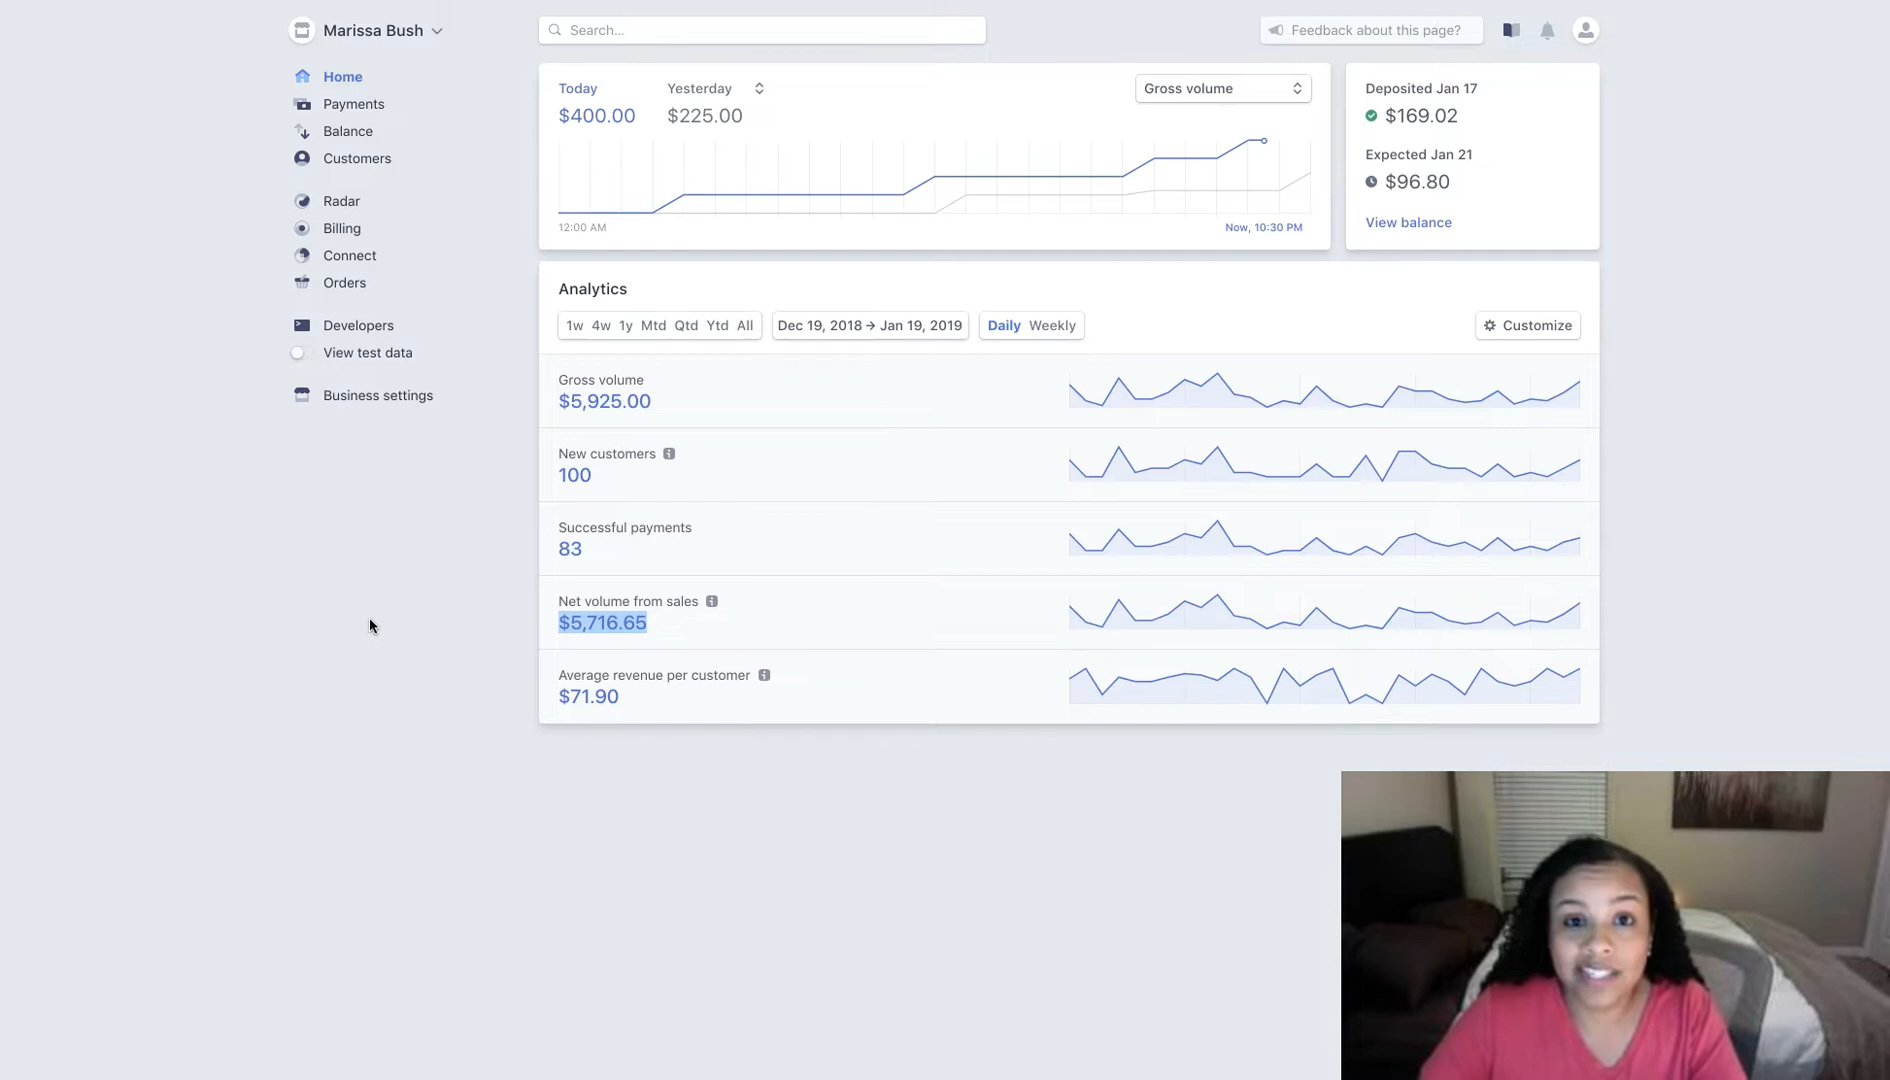 Marissa Bush
Search...
Feedback about this page?
Home
Payments
Balance
Customers
Radar
Billing
Connect
Orders
Developers
View test data
Business settings
Today
$400.00
Yesterday
$225.00
Gross volume
12:00 AM
Now, 10:30 PM
Deposited Jan 17
$169.02
Expected Jan 21
$96.80
View balance
Analytics
1w 4w 1y Mtd Qtd Ytd All
Dec 19, 2018 → Jan 19, 2019
Daily Weekly
Customize
Gross volume
$5,925.00
New customers
100
Successful payments
83
Net volume from sales
$5,716.65
Average revenue per customer
$71.90